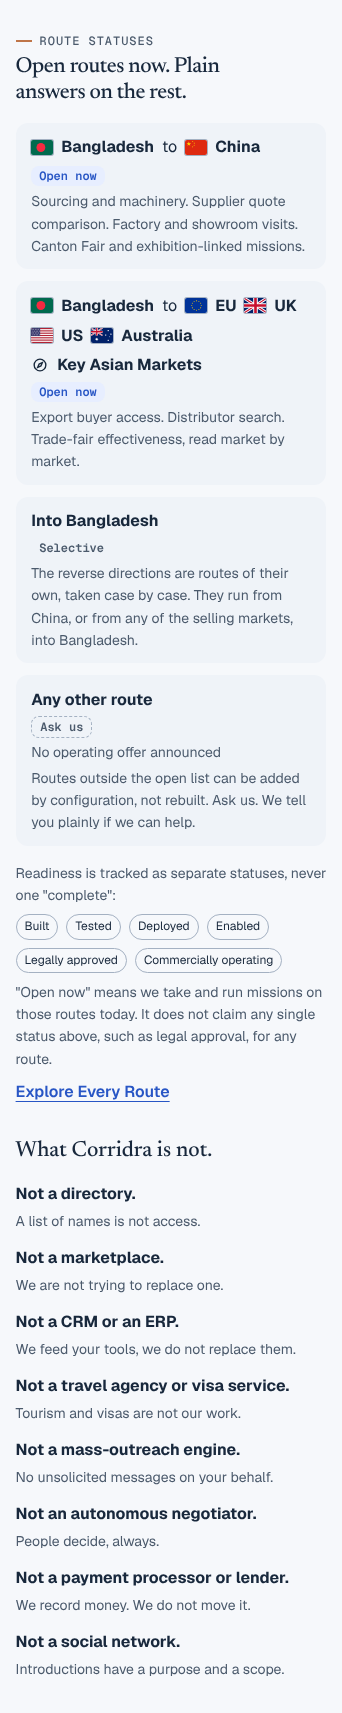 ROUTE STATUSES
Open routes now. Plain
answers on the rest.
Bangladesh to China
Open now
Sourcing and machinery. Supplier quote
comparison. Factory and showroom visits.
Canton Fair and exhibition-linked missions.
Bangladesh to EU UK
US Australia
Key Asian Markets
Open now
Export buyer access. Distributor search.
Trade-fair effectiveness, read market by
market.
Into Bangladesh
Selective
The reverse directions are routes of their
own, taken case by case. They run from
China, or from any of the selling markets,
into Bangladesh.
Any other route
Ask us
No operating offer announced
Routes outside the open list can be added
by configuration, not rebuilt. Ask us. We tell
you plainly if we can help.
Readiness is tracked as separate statuses, never
one "complete":
Built Tested Deployed Enabled
Legally approved Commercially operating
"Open now" means we take and run missions on
those routes today. It does not claim any single
status above, such as legal approval, for any
route.
Explore Every Route
What Corridra is not.
Not a directory.
A list of names is not access.
Not a marketplace.
We are not trying to replace one.
Not a CRM or an ERP.
We feed your tools, we do not replace them.
Not a travel agency or visa service.
Tourism and visas are not our work.
Not a mass-outreach engine.
No unsolicited messages on your behalf.
Not an autonomous negotiator.
People decide, always.
Not a payment processor or lender.
We record money. We do not move it.
Not a social network.
Introductions have a purpose and a scope.